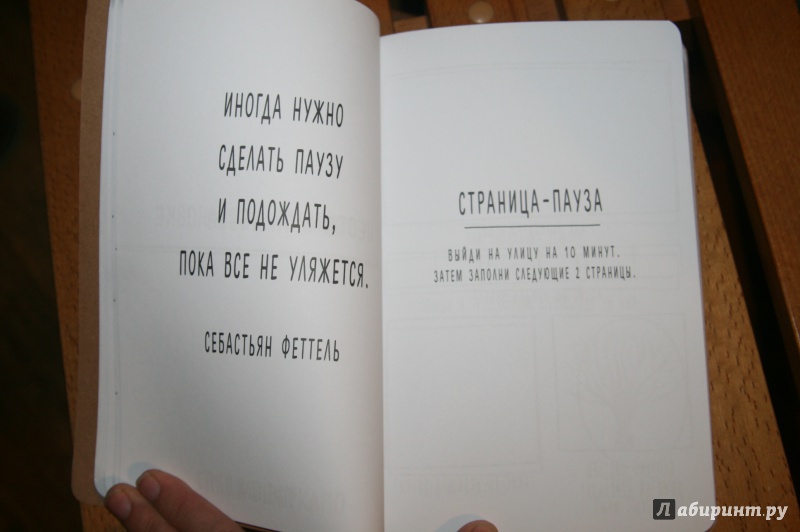 ИНОГДА НУЖНО
СДЕЛАТЬ ПАУЗУ
И ПОДОЖДАТЬ,
ПОКА ВСЕ НЕ УЛЯЖЕТСЯ.
СЕБАСТЬЯН ФЕТТЕЛЬ
СТРАНИЦА-ПАУЗА
ВЫЙДИ НА УЛИЦУ НА 10 МИНУТ.
ЗАТЕМ ЗАПОЛНИ СЛЕДУЮЩИЕ 2 СТРАНИЦЫ.
Лабиринт.ру